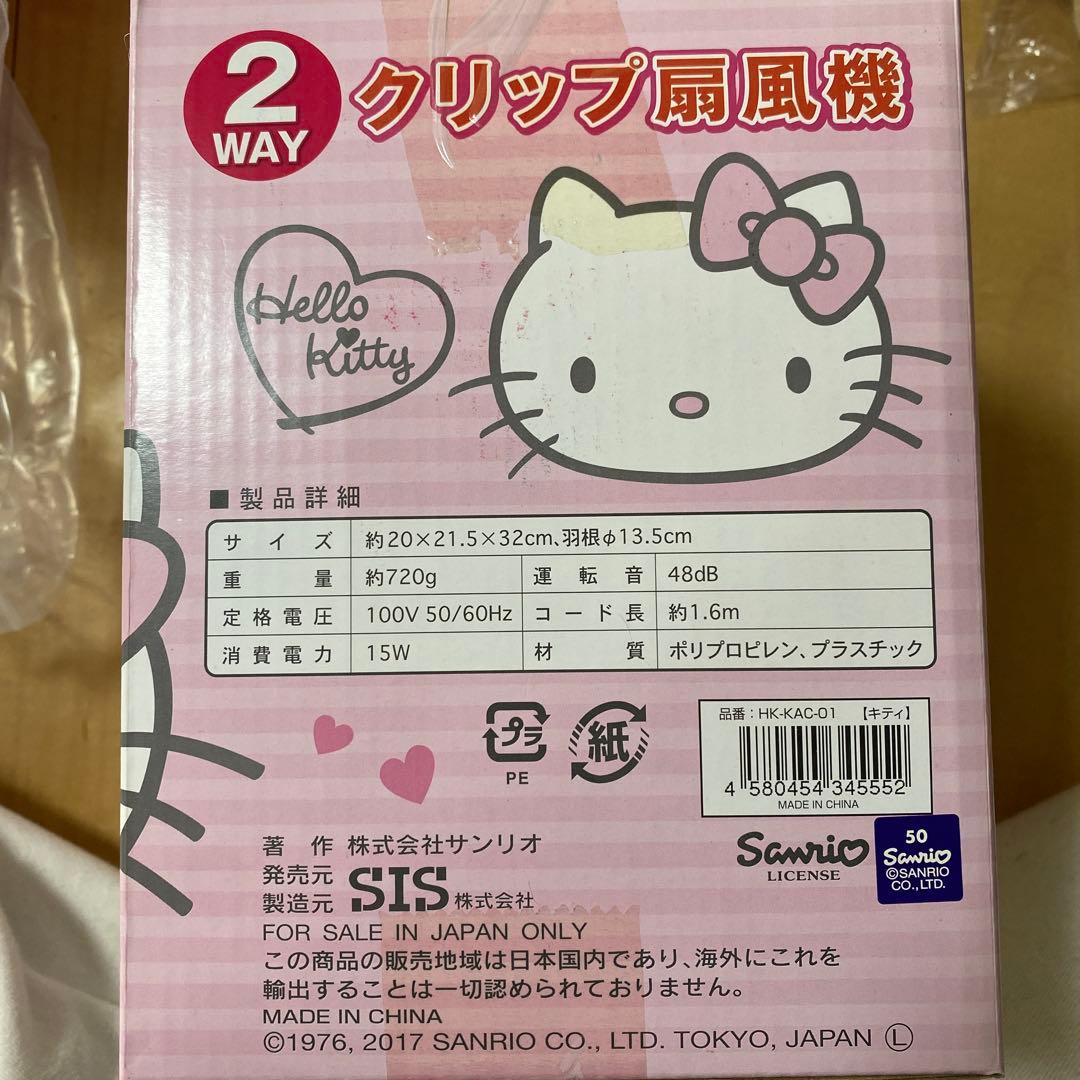 2
WAY
クリップ扇風機
Hello
Kitty
■製品詳細
サイズ 約20×21.5×32cm、羽根φ13.5cm
重量 約720g 運転音 48dB
定格電圧 100V 50/60Hz コード長 約1.6m
消費電力 15W 材質 ポリプロピレン、プラスチック
プラ
PE
紙
品番：HK-KAC-01 【キティ】
4 580454 345552
MADE IN CHINA
著作 株式会社サンリオ
発売元
製造元 SIS 株式会社
Sanrio
LICENSE
50
Sanrio
©SANRIO
CO.,LTD.
FOR SALE IN JAPAN ONLY
この商品の販売地域は日本国内であり、海外にこれを
輸出することは一切認められておりません。
MADE IN CHINA
©1976, 2017 SANRIO CO., LTD. TOKYO, JAPAN Ⓛ